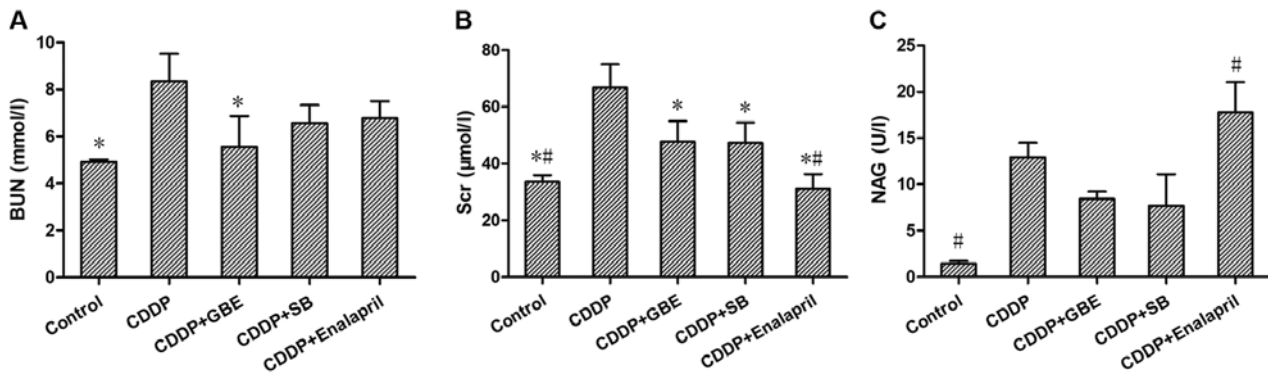 A
BUN (mmol/l)
10
8
6
4
2
0
*
*
Control
CDDP
CDDP+GBE
CDDP+SB
CDDP+Enalapril
B
Scr (μmol/l)
80
60
40
20
0
*#
*
*
*#
Control
CDDP
CDDP+GBE
CDDP+SB
CDDP+Enalapril
C
NAG (U/l)
25
20
15
10
5
0
#
#
Control
CDDP
CDDP+GBE
CDDP+SB
CDDP+Enalapril